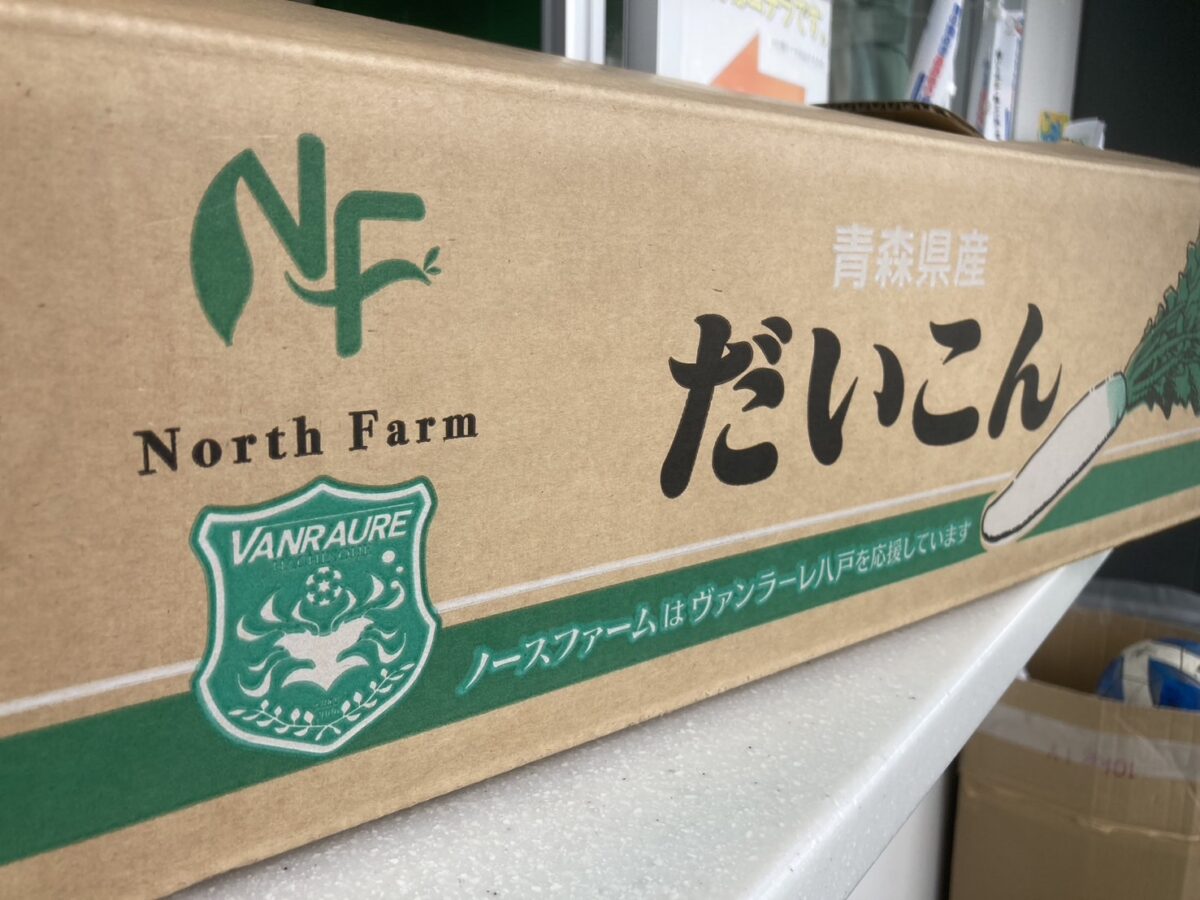 NF
North Farm
VANRAURE
HACHINOHE
青森県産
だいこん
ノースファームはヴァンラーレ八戸を応援しています